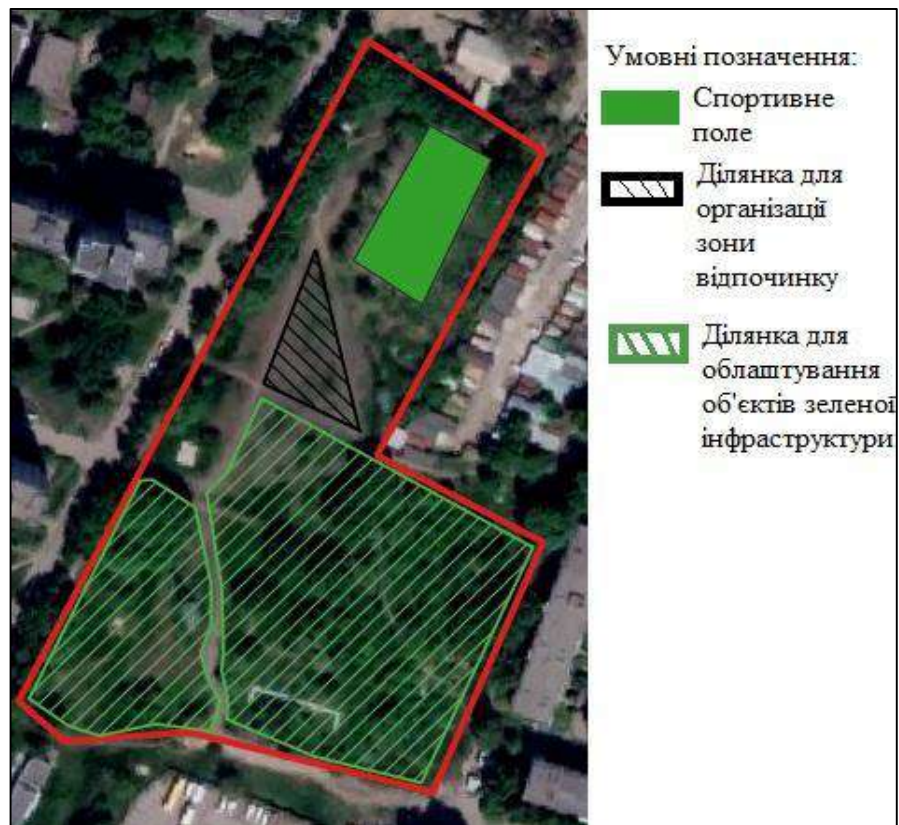 Умовні позначення:
Спортивне
поле
Ділянка для
організації
зони
відпочинку
Ділянка для
облаштування
об'єктів зеленої
інфраструктури